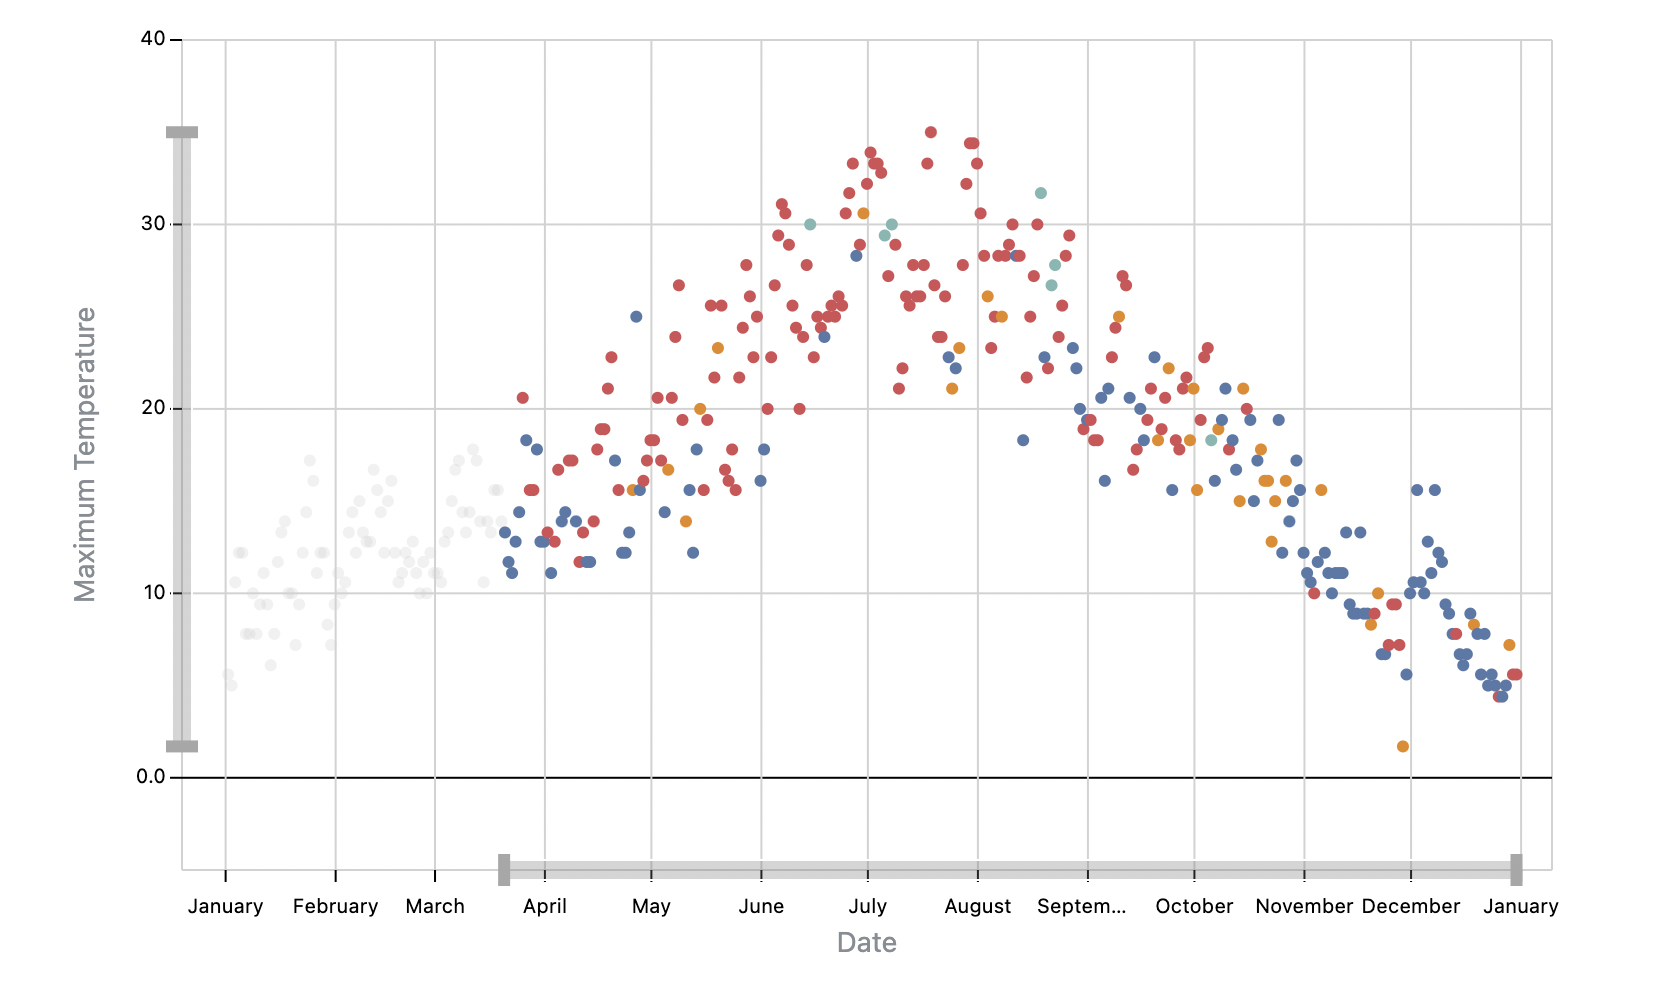 Maximum Temperature
40
30
20
10
0.0
January February March April May June July August Septem... October November December January
Date